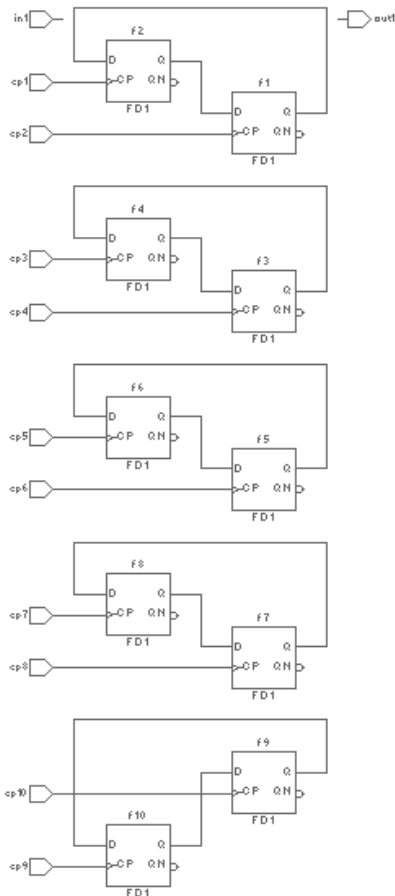 in1 f2 out1
D Q
cp1 CP QN f1
FD1 D Q
cp2 CP QN
FD1
f4
D Q
cp3 CP QN f3
FD1 D Q
cp4 CP QN
FD1
f6
D Q
cp5 CP QN f5
FD1 D Q
cp6 CP QN
FD1
f8
D Q
cp7 CP QN f7
FD1 D Q
cp8 CP QN
FD1
f9
D Q
cp10 CP QN
f10 FD1
D Q
cp9 CP QN
FD1